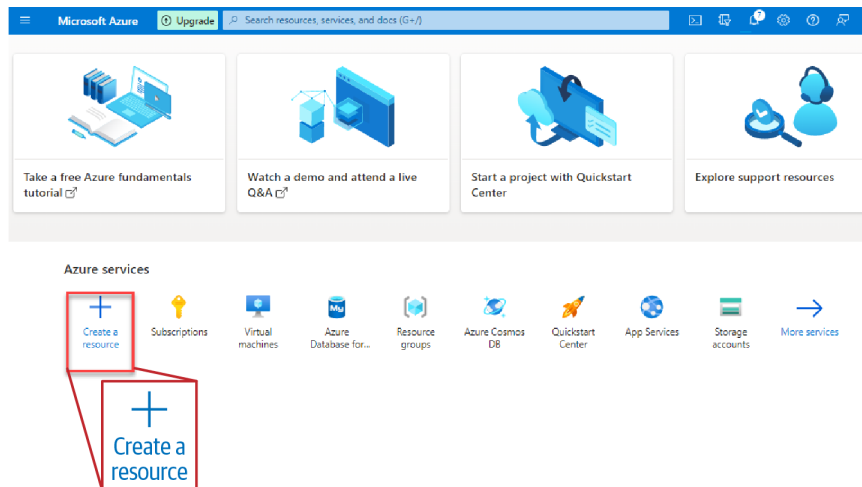 Microsoft Azure
Upgrade
Search resources, services, and docs (G+/)
7
Take a free Azure fundamentals
tutorial
Watch a demo and attend a live
Q&A
Start a project with Quickstart
Center
Explore support resources
Azure services
Create a
resource
Subscriptions
Virtual
machines
My
Azure
Database for...
Resource
groups
Azure Cosmos
DB
Quickstart
Center
App Services
Storage
accounts
More services
Create a
resource